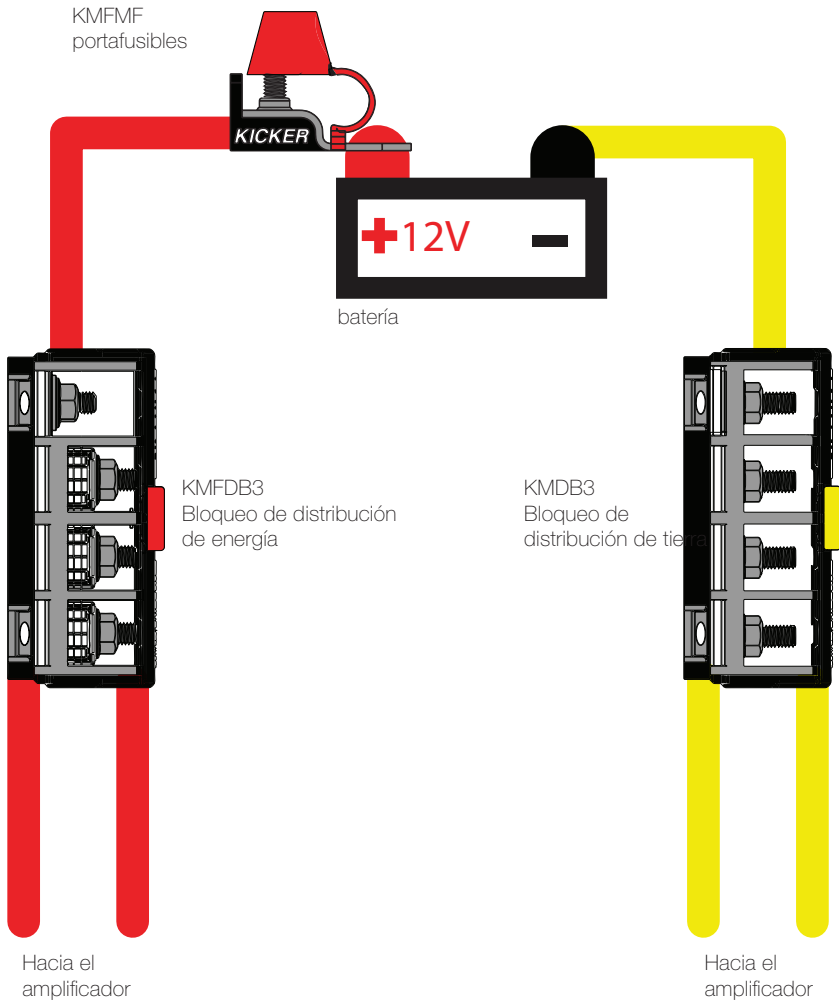 KMFMF
portafusibles
KICKER
+12V -
batería
KMFDB3
Bloqueo de distribución
de energía
KMDB3
Bloqueo de
distribución de tierra
Hacia el
amplificador
Hacia el
amplificador